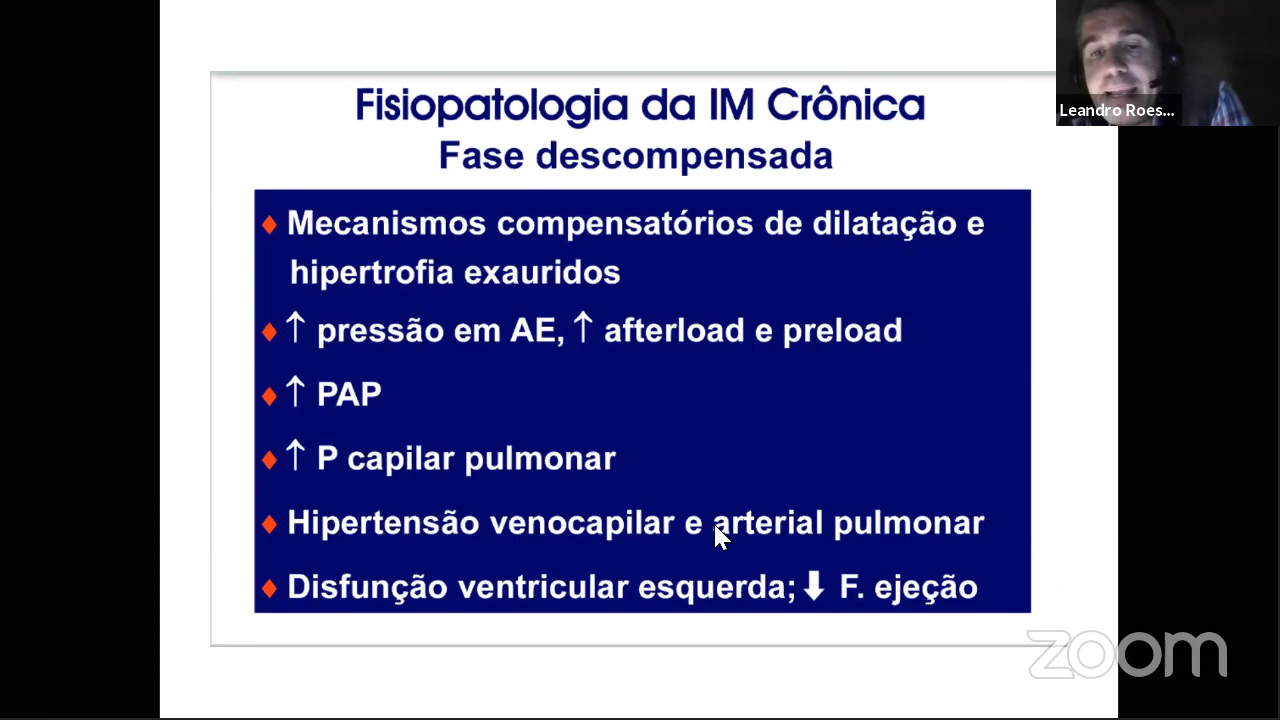 Fisiopatologia da IM Crônica
Fase descompensada
♦ Mecanismos compensatórios de dilatação e
hipertrofia exauridos
♦ ↑ pressão em AE, ↑ afterload e preload
♦ ↑ PAP
♦ ↑ P capilar pulmonar
♦ Hipertensão venocapilar e arterial pulmonar
♦ Disfunção ventricular esquerda; ⬇ F. ejeção
Leandro Roes...
zoom